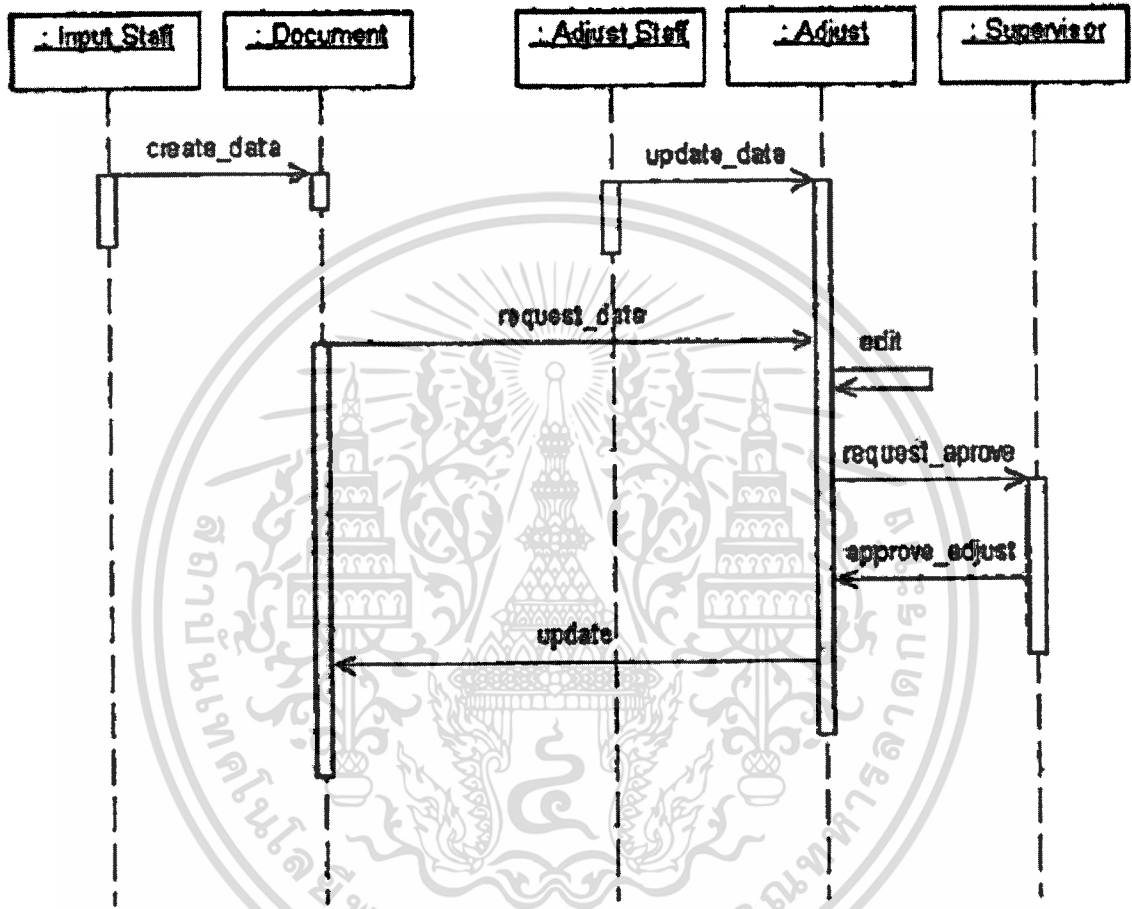 : Input Staff
: Document
: Adjust Staff
: Adjust
: Supervisor
create_data
update_data
request_data
edit
request_aprove
approve_adjust
update